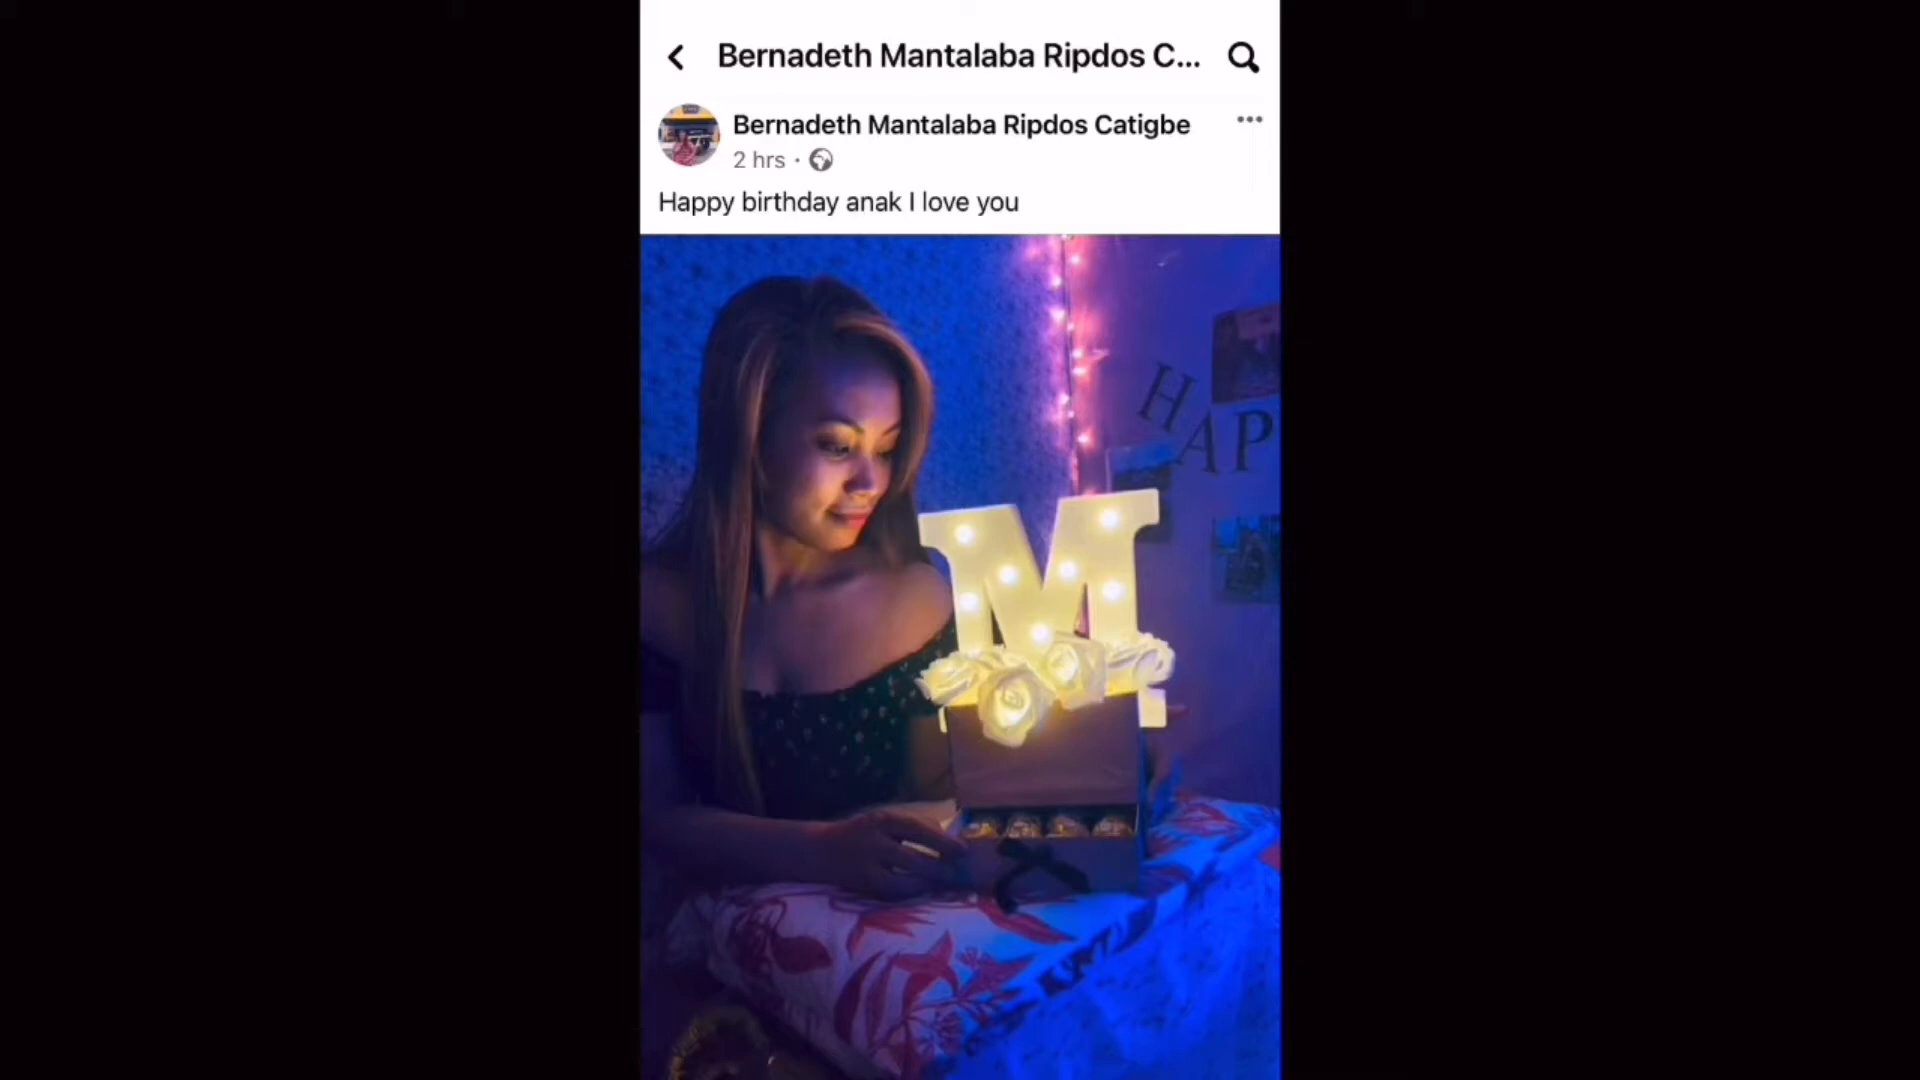 Bernadeth Mantalaba Ripdos C...
Bernadeth Mantalaba Ripdos Catigbe
2 hrs ·
Happy birthday anak I love you
HAP
M